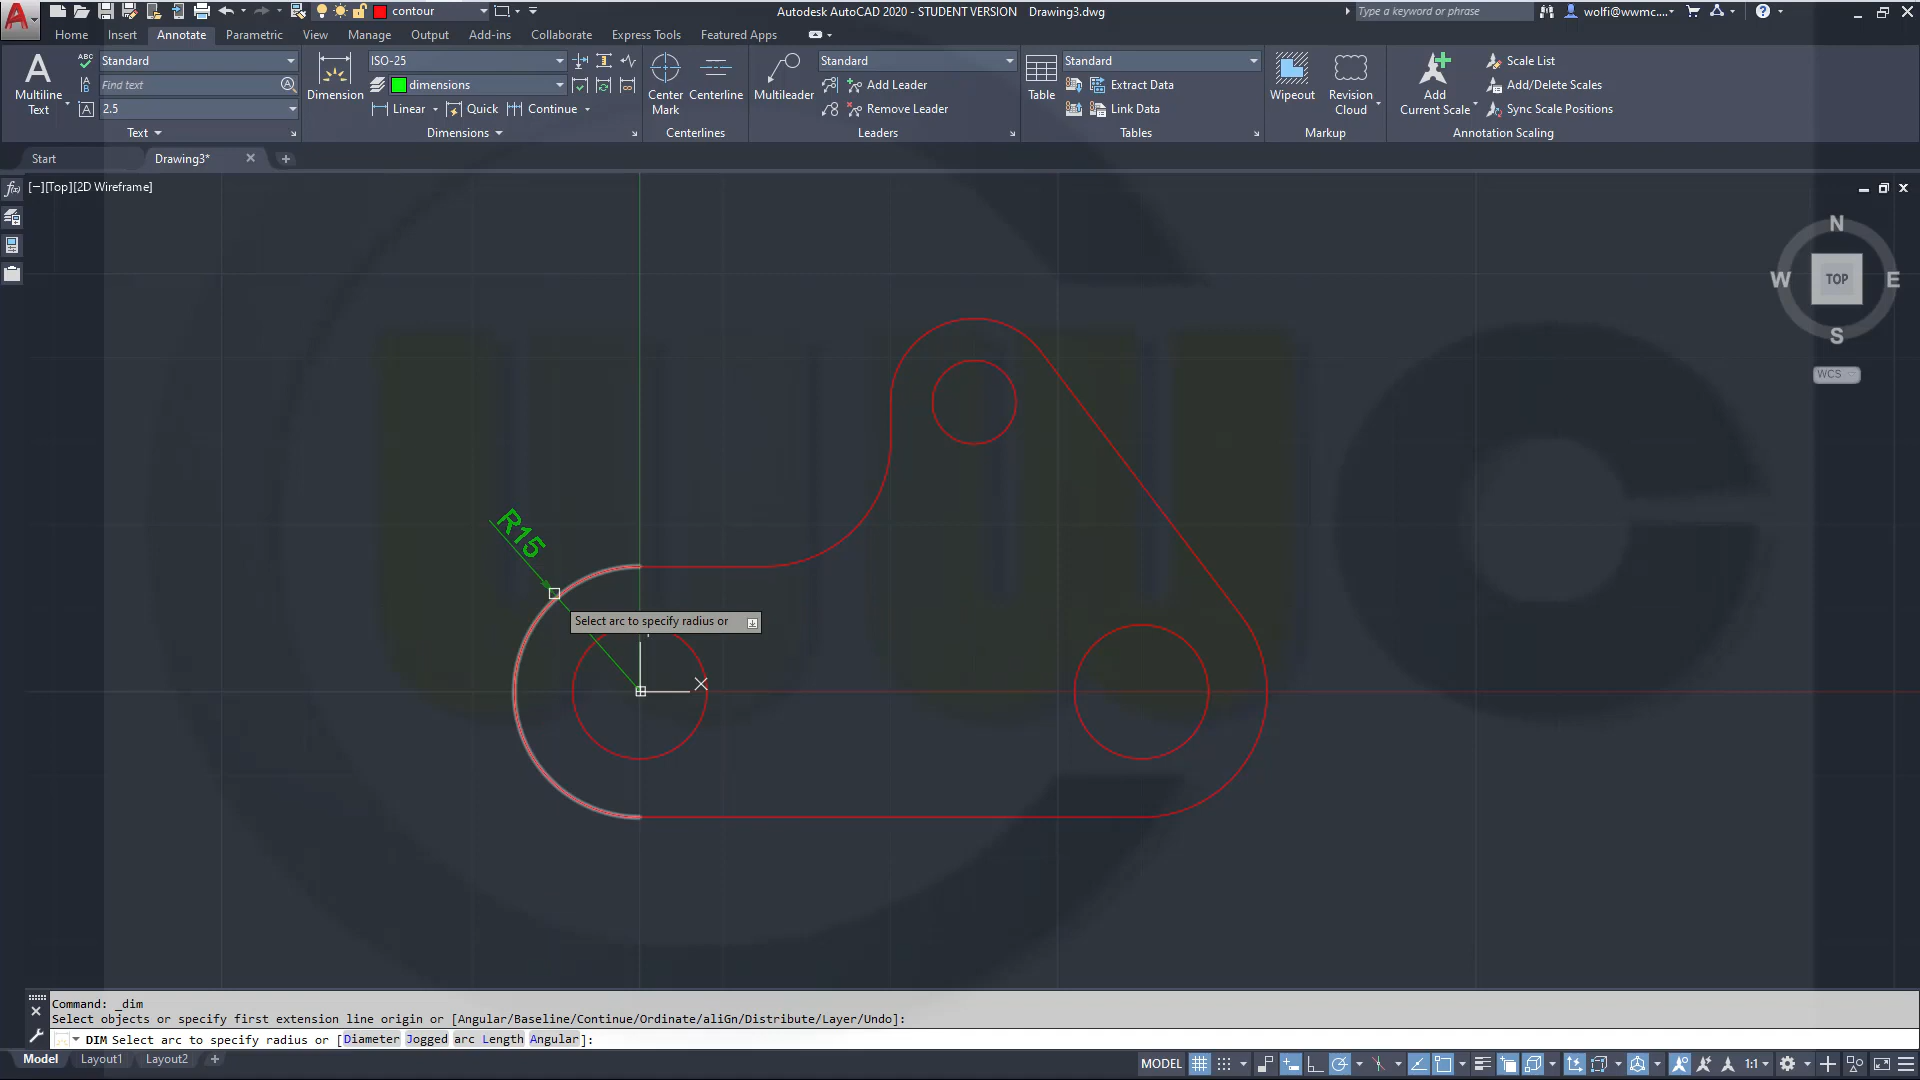 contour
Autodesk AutoCAD 2020 - STUDENT VERSION Drawing3.dwg
Type a keyword or phrase
wolfi@wwmc....
Home Insert Annotate Parametric View Manage Output Add-ins Collaborate Express Tools Featured Apps
A Multiline Text
ABC Standard
Find text
2.5
Text
Dimension
ISO-25
dimensions
Linear Quick Continue
Dimensions
Center Mark
Centerline
Centerlines
Multileader
Standard
Add Leader
Remove Leader
Leaders
Table
Standard
Extract Data
Link Data
Tables
Wipeout
Revision Cloud
Markup
Add Current Scale
Scale List
Add/Delete Scales
Sync Scale Positions
Annotation Scaling
Start
Drawing3*
[−][Top][2D Wireframe]
N
W TOP E
S
WCS
R15
Select arc to specify radius or
X
Command: _dim
Select objects or specify first extension line origin or [Angular/Baseline/Continue/Ordinate/aliGn/Distribute/Layer/Undo]:
DIM Select arc to specify radius or [Diameter Jogged arc Length Angular]:
Model Layout1 Layout2
MODEL
1:1